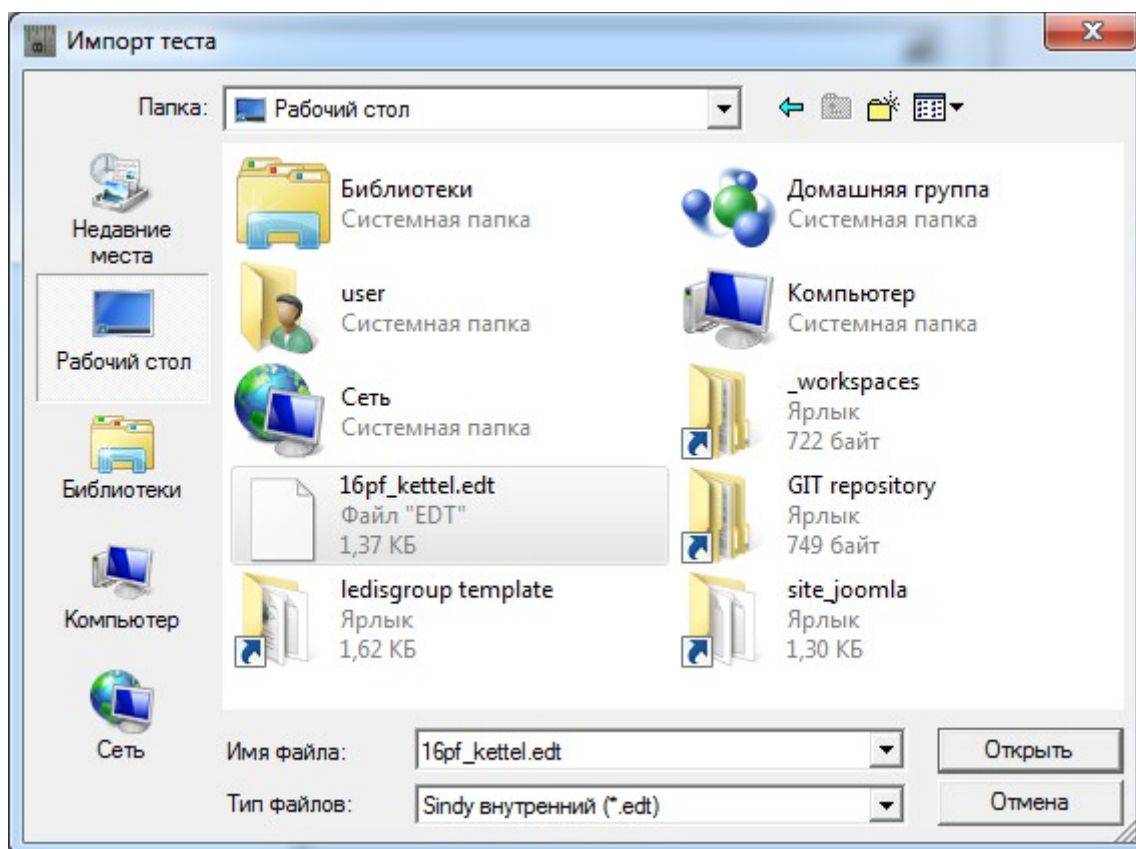 Импорт теста
Папка:
Рабочий стол
Недавние
места
Рабочий стол
Библиотеки
Компьютер
Сеть
Библиотеки
Системная папка
Домашняя группа
Системная папка
user
Системная папка
Компьютер
Системная папка
Сеть
Системная папка
_workspaces
Ярлык
722 байт
16pf_kettel.edt
Файл "EDT"
1,37 КБ
GIT repository
Ярлык
749 байт
ledisgroup template
Ярлык
1,62 КБ
site_joomla
Ярлык
1,30 КБ
Имя файла:
16pf_kettel.edt
Открыть
Тип файлов:
Sindy внутренний (*.edt)
Отмена